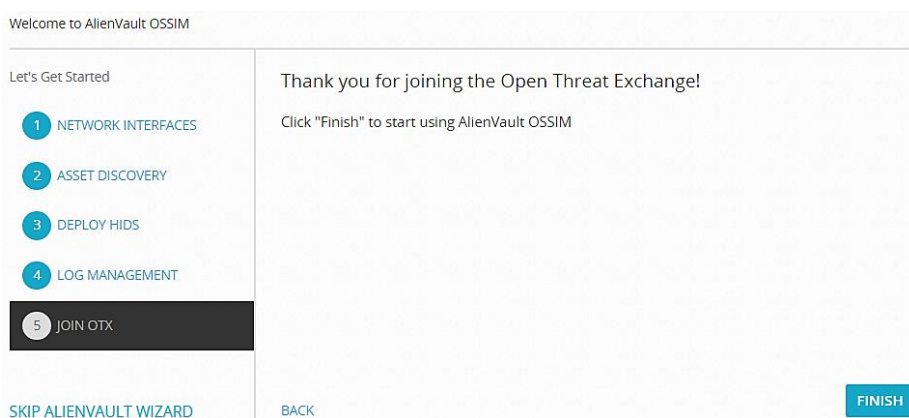 Welcome to AlienVault OSSIM
Let's Get Started
1 NETWORK INTERFACES
2 ASSET DISCOVERY
3 DEPLOY HIDS
4 LOG MANAGEMENT
5 JOIN OTX
SKIP ALIENVAULT WIZARD
Thank you for joining the Open Threat Exchange!
Click "Finish" to start using AlienVault OSSIM
BACK
FINISH